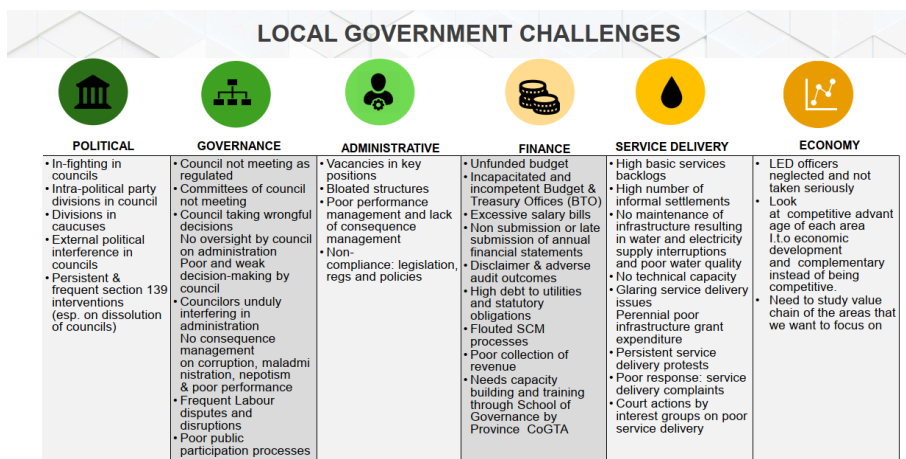 LOCAL GOVERNMENT CHALLENGES
POLITICAL
• In-fighting in
councils
• Intra-political party
divisions in council
• Divisions in
caucuses
• External political
interference in
councils
• Persistent &
frequent section 139
interventions
(esp. on dissolution
of councils)
GOVERNANCE
• Council not meeting as
regulated
• Committees of council
not meeting
• Council taking wrongful
decisions
No oversight by council
on administration
Poor and weak
decision-making by
council
• Councilors unduly
interfering in
administration
No consequence
management
on corruption, maladmi
nistration, nepotism
& poor performance
• Frequent Labour
disputes and
disruptions
• Poor public
participation processes
ADMINISTRATIVE
• Vacancies in key
positions
• Bloated structures
• Poor performance
management and lack
of consequence
management
• Non-
compliance: legislation,
regs and policies
FINANCE
• Unfunded budget
• Incapacitated and
incompetent Budget &
Treasury Offices (BTO)
• Excessive salary bills
• Non submission or late
submission of annual
financial statements
• Disclaimer & adverse
audit outcomes
• High debt to utilities
and statutory
obligations
• Flouted SCM
processes
• Poor collection of
revenue
• Needs capacity
building and training
through School of
Governance by
Province CoGTA
SERVICE DELIVERY
• High basic services
backlogs
• High number of
informal settlements
• No maintenance of
infrastructure resulting
in water and electricity
supply interruptions
and poor water quality
• No technical capacity
• Glaring service delivery
issues
Perennial poor
infrastructure grant
expenditure
• Persistent service
delivery protests
• Poor response: service
delivery complaints
• Court actions by
interest groups on poor
service delivery
ECONOMY
• LED officers
neglected and not
taken seriously
• Look
at competitive advant
age of each area
I.t.o economic
development
and complementary
instead of being
competitive.
• Need to study value
chain of the areas that
we want to focus on